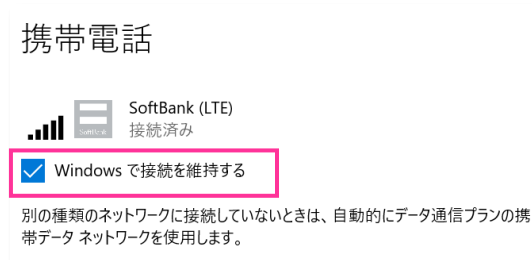 携帯電話
SoftBank (LTE)
SoftBank
接続済み
Windows で接続を維持する
別の種類のネットワークに接続していないときは、自動的にデータ通信プランの携
帯データ ネットワークを使用します。